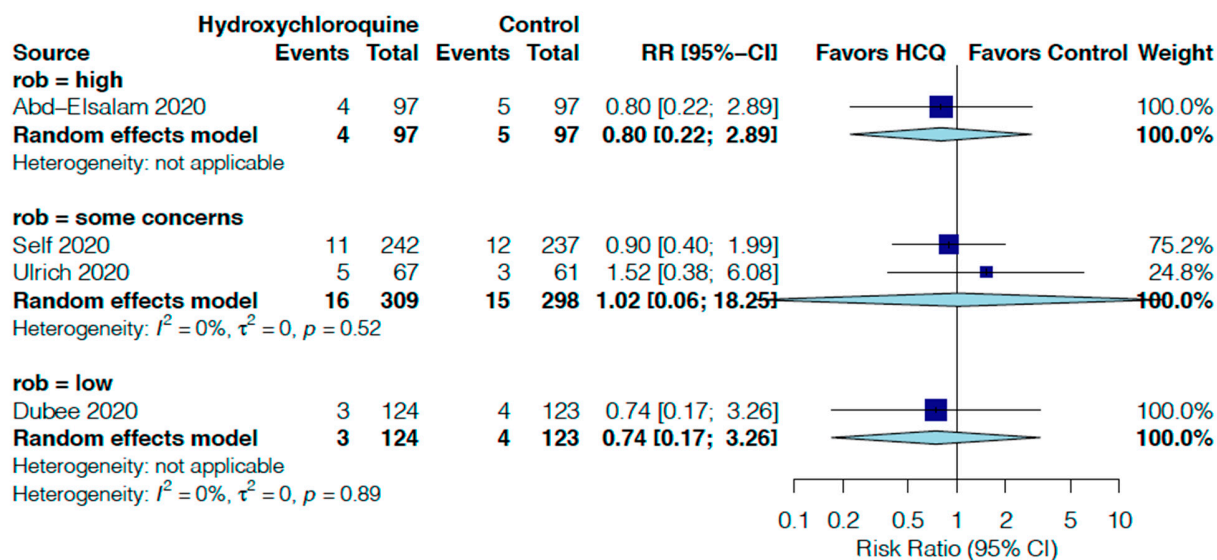 Hydroxychloroquine Control
Source Events Total Events Total RR [95%–CI] Favors HCQ Favors Control Weight
rob = high
Abd–Elsalam 2020 4 97 5 97 0.80 [0.22; 2.89] 100.0%
Random effects model 4 97 5 97 0.80 [0.22; 2.89] 100.0%
Heterogeneity: not applicable
rob = some concerns
Self 2020 11 242 12 237 0.90 [0.40; 1.99] 75.2%
Ulrich 2020 5 67 3 61 1.52 [0.38; 6.08] 24.8%
Random effects model 16 309 15 298 1.02 [0.06; 18.25] 100.0%
Heterogeneity: I² = 0%, τ² = 0, p = 0.52
rob = low
Dubee 2020 3 124 4 123 0.74 [0.17; 3.26] 100.0%
Random effects model 3 124 4 123 0.74 [0.17; 3.26] 100.0%
Heterogeneity: not applicable
Heterogeneity: I² = 0%, τ² = 0, p = 0.89
0.1 0.2 0.5 1 2 5 10
Risk Ratio (95% CI)